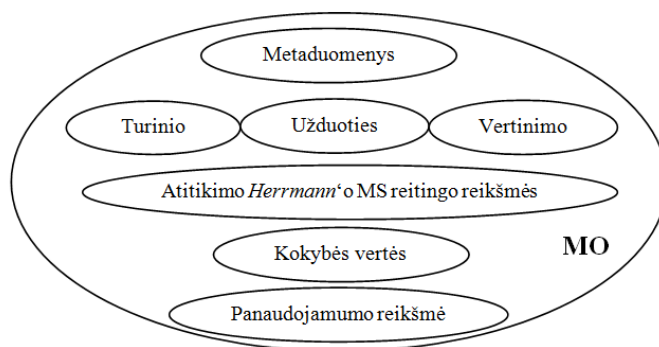 Metaduomenys
Turinio
Užduoties
Vertinimo
Atitikimo Herrmann‘o MS reitingo reikšmės
Kokybės vertės
MO
Panaudojamumo reikšmė